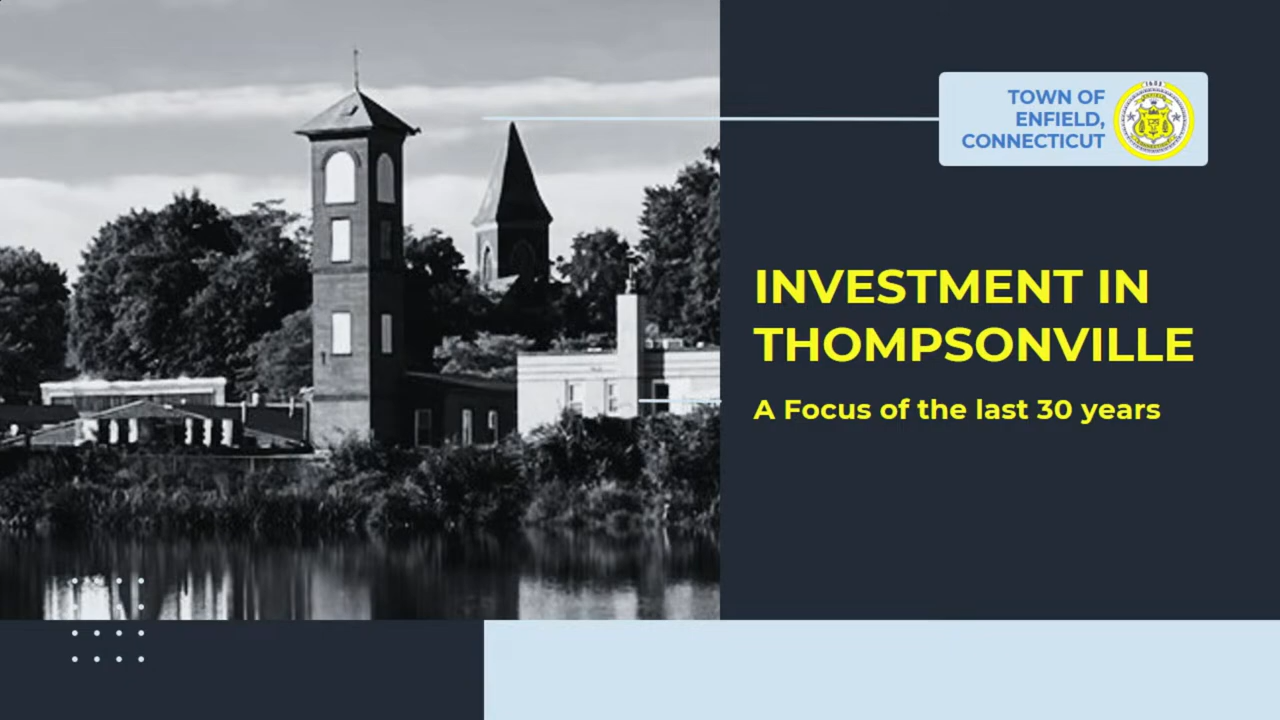 TOWN OF
ENFIELD,
CONNECTICUT
INVESTMENT IN
THOMPSONVILLE
A Focus of the last 30 years